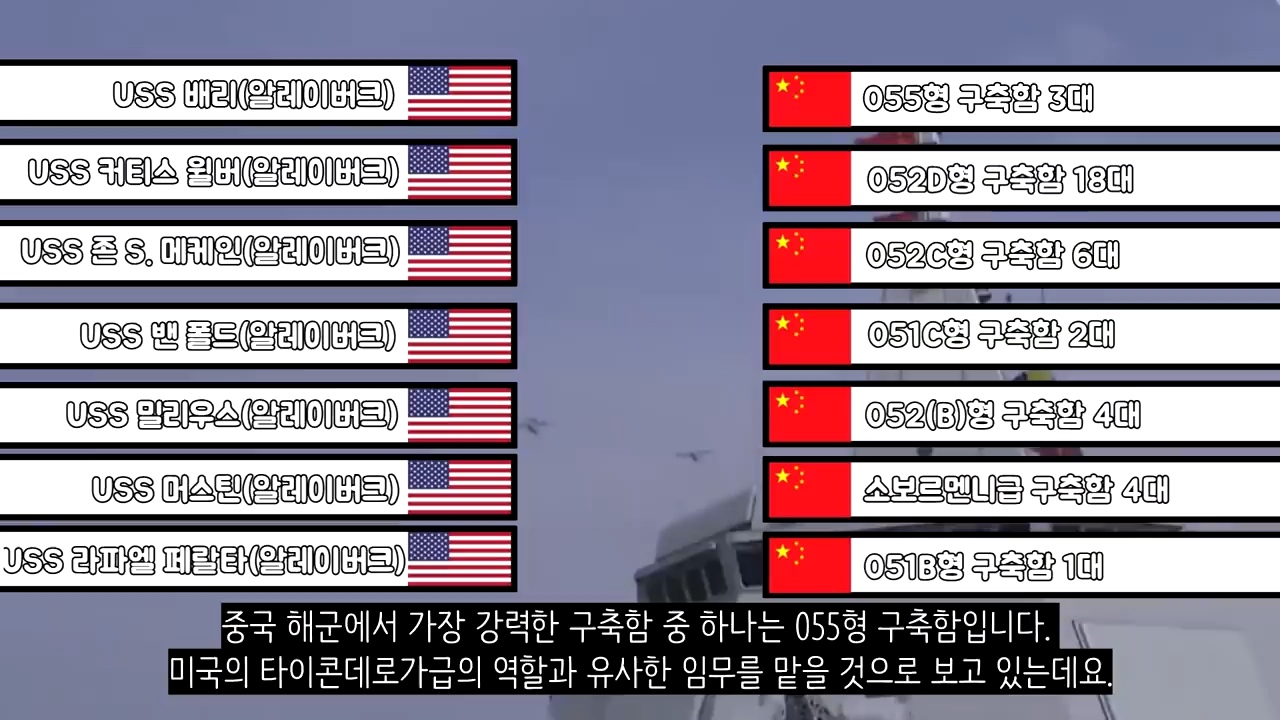 USS 배리(알레이버크)
USS 커티스 윌버(알레이버크)
USS 존 S. 메케인(알레이버크)
USS 밴 폴드(알레이버크)
USS 밀리우스(알레이버크)
USS 머스틴(알레이버크)
USS 라파엘 페랄타(알레이버크)
055형 구축함 3대
052D형 구축함 18대
052C형 구축함 6대
051C형 구축함 2대
052(B)형 구축함 4대
소보르멘니급 구축함 4대
051B형 구축함 1대
중국 해군에서 가장 강력한 구축함 중 하나는 055형 구축함입니다.
미국의 타이콘데로가급의 역할과 유사한 임무를 맡을 것으로 보고 있는데요.